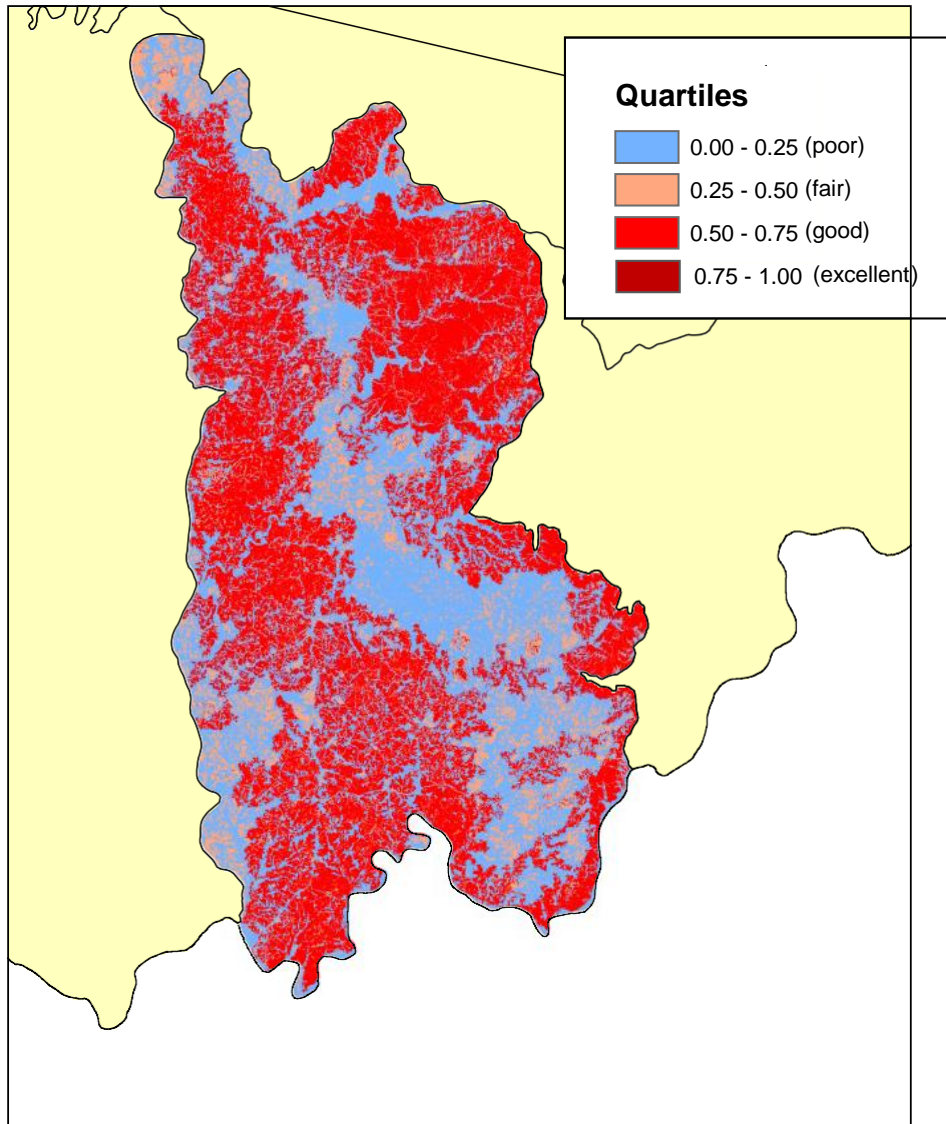 Quartiles
0.00 - 0.25 (poor)
0.25 - 0.50 (fair)
0.50 - 0.75 (good)
0.75 - 1.00 (excellent)